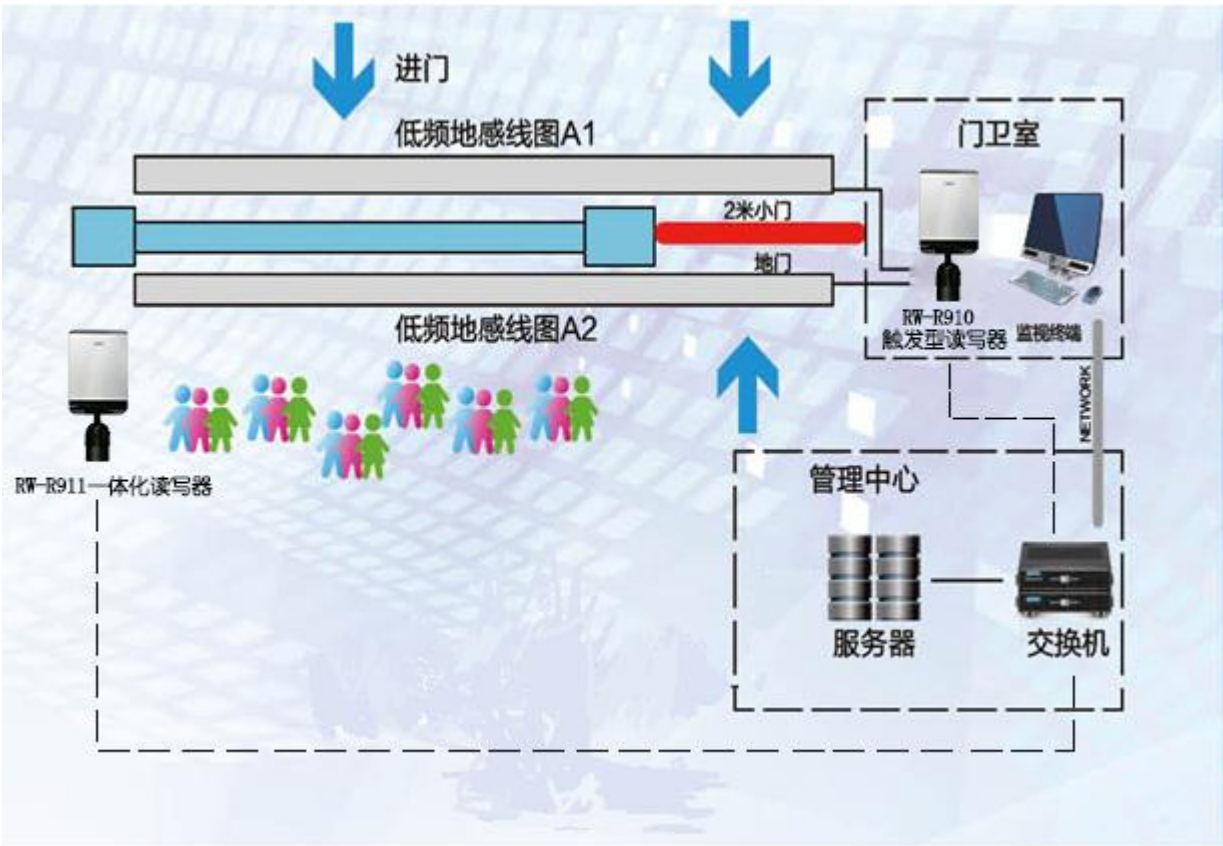 进门
低频地感线图A1
门卫室
2米小门
地门
低频地感线图A2
RW-R910
触发型读写器
监视终端
NETWORK
RW-R911一体化读写器
管理中心
服务器
交换机